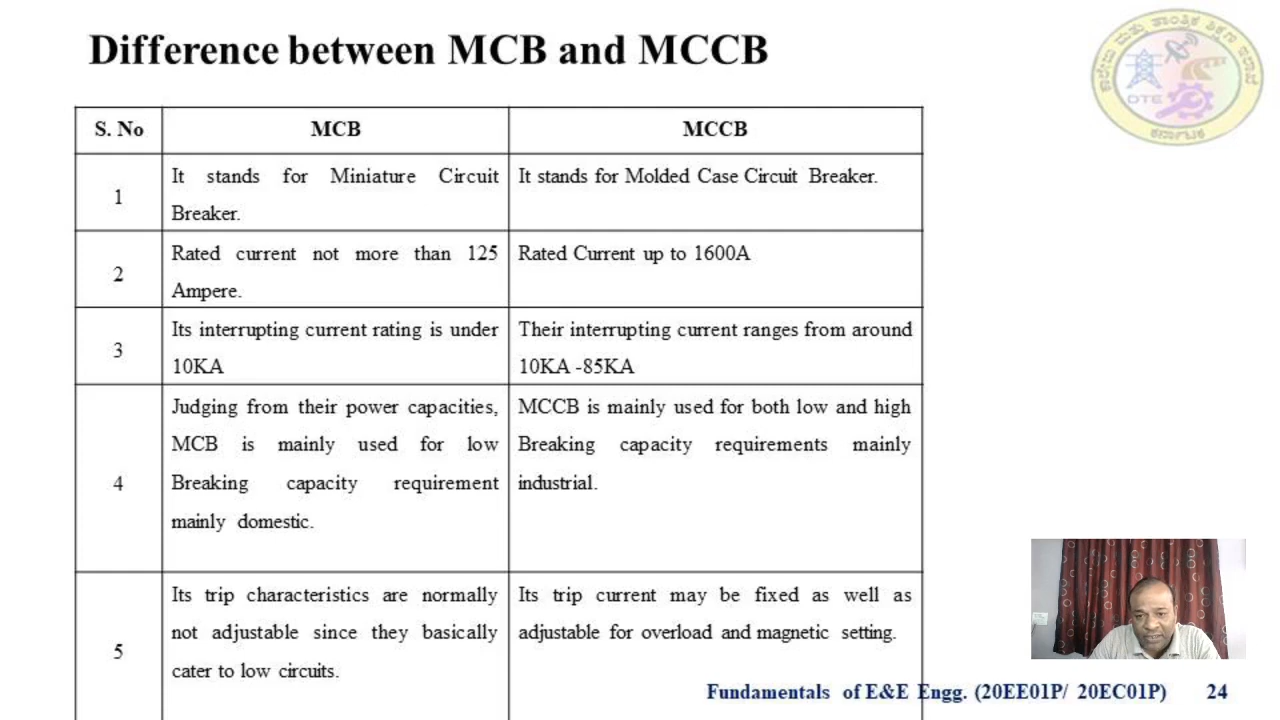 Difference between MCB and MCCB
S. No MCB MCCB
1
It stands for Miniature Circuit
Breaker.
It stands for Molded Case Circuit Breaker.
2
Rated current not more than 125
Ampere.
Rated Current up to 1600A
3
Its interrupting current rating is under
10KA
Their interrupting current ranges from around
10KA -85KA
4
Judging from their power capacities,
MCB is mainly used for low
Breaking capacity requirement
mainly domestic.
MCCB is mainly used for both low and high
Breaking capacity requirements mainly
industrial.
5
Its trip characteristics are normally
not adjustable since they basically
cater to low circuits.
Its trip current may be fixed as well as
adjustable for overload and magnetic setting.
Fundamentals of E&E Engg. (20EE01P/ 20EC01P) 24
ಕಾಲೇಜು ಮತ್ತು ತಾಂತ್ರಿಕ ಶಿಕ್ಷಣ ಇಲಾಖೆ
DTE
ಕರ್ನಾಟಕ